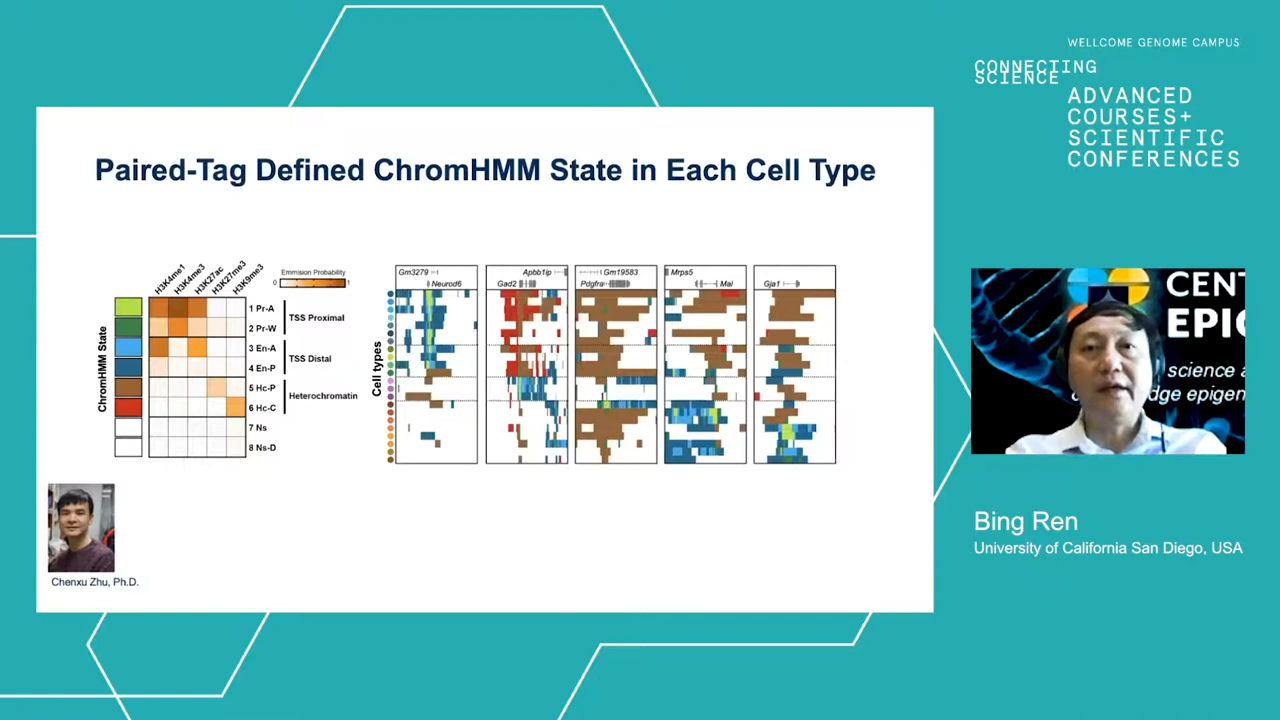 WELLCOME GENOME CAMPUS
CONNECTING
SCIENCE
ADVANCED
COURSES+
SCIENTIFIC
CONFERENCES
Paired-Tag Defined ChromHMM State in Each Cell Type
H3K4me1
H3K4me3
H3K27ac
H3K27me3
H3K9me3
Emmision Probability
0
1
ChromHMM State
1 Pr-A
2 Pr-W
TSS Proximal
3 En-A
4 En-P
TSS Distal
5 Hc-P
6 Hc-C
Heterochromatin
7 Ns
8 Ns-D
Cell types
Gm3279
Neurod6
Apbb1ip
Gad2
Gm19583
Pdgfra
Mrps5
Mal
Gja1
Chenxu Zhu, Ph.D.
CENT
EPIG
science a
dge epigen
Bing Ren
University of California San Diego, USA